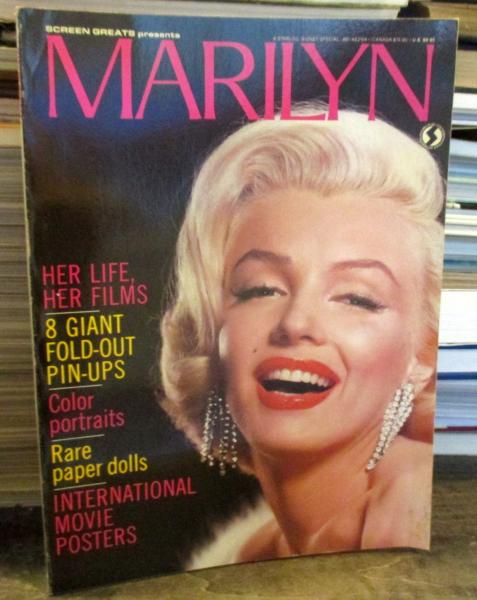 SCREEN GREATS presents
MARILYN
HER LIFE,
HER FILMS
8 GIANT
FOLD-OUT
PIN-UPS
Color
portraits
Rare
paper dolls
INTERNATIONAL
MOVIE
POSTERS